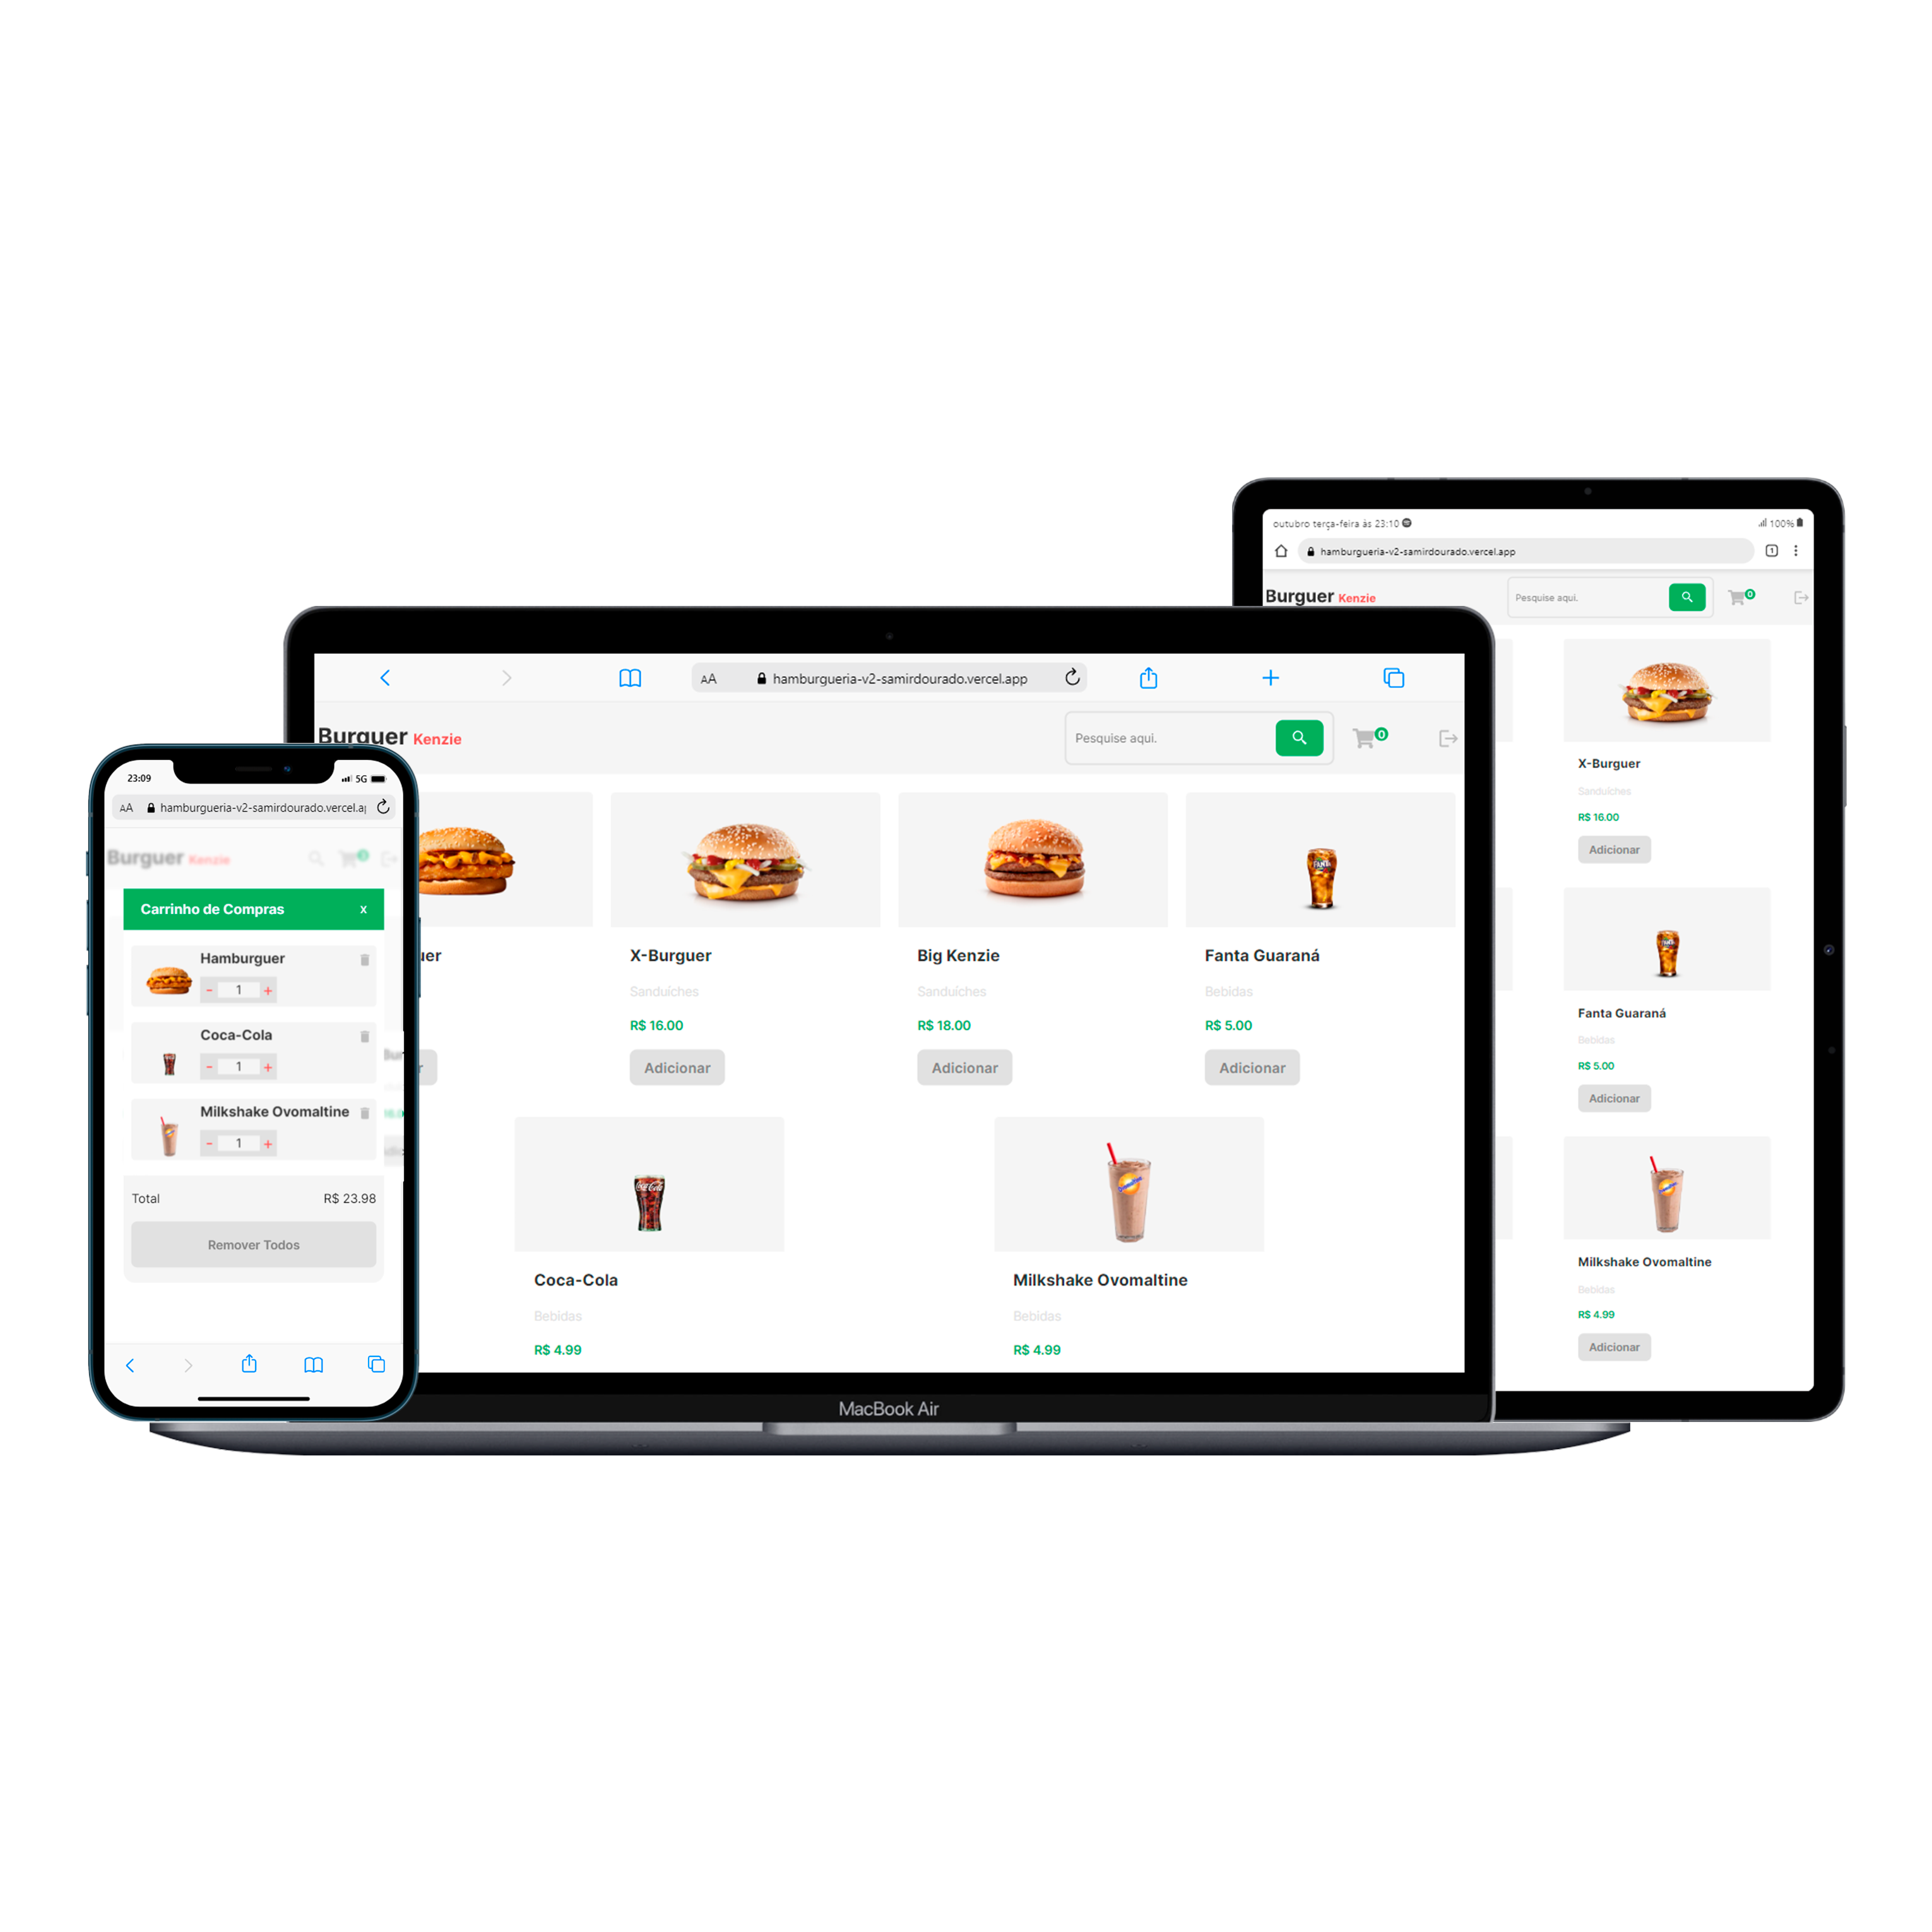 23:09
5G
AA hamburgueria-v2-samirdourado.vercel.a
Burguer Kenzie
Carrinho de Compras x
Hamburguer
- 1 +
Coca-Cola
- 1 +
Milkshake Ovomaltine
- 1 +
Total R$ 23.98
Remover Todos
AA hamburgueria-v2-samirdourado.vercel.app
Burguer Kenzie
Pesquise aqui.
0
uer
X-Burguer
Sanduíches
R$ 16.00
Adicionar
Big Kenzie
Sanduíches
R$ 18.00
Adicionar
FANTA
Fanta Guaraná
Bebidas
R$ 5.00
Adicionar
Coca-Cola
Coca-Cola
Bebidas
R$ 4.99
Milkshake Ovomaltine
Bebidas
R$ 4.99
MacBook Air
outubro terça-feira às 23:10
100%
hamburgueria-v2-samirdourado.vercel.app
1
Burguer Kenzie
Pesquise aqui.
0
X-Burguer
Sanduíches
R$ 16.00
Adicionar
Fanta Guaraná
Bebidas
R$ 5.00
Adicionar
Milkshake Ovomaltine
Bebidas
R$ 4.99
Adicionar